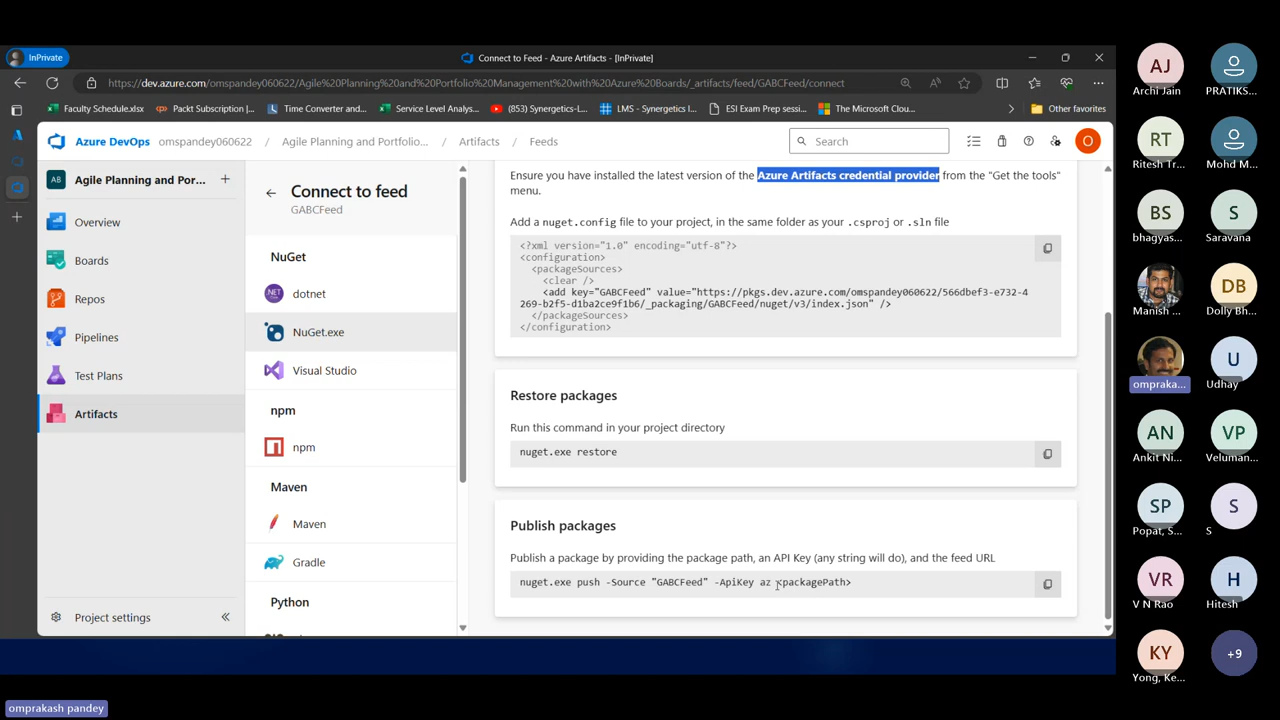 InPrivate
Connect to Feed - Azure Artifacts - [InPrivate]
https://dev.azure.com/omspandey060622/Agile%20Planning%20and%20Portfolio%20Management%20with%20Azure%20Boards/_artifacts/feed/GABCFeed/connect
Faculty Schedule.xlsx
Packt Subscription |...
Time Converter and...
Service Level Analys...
(853) Synergetics-L...
LMS - Synergetics I...
ESI Exam Prep sessi...
The Microsoft Clou...
Other favorites
Azure DevOps
omspandey060622
/
Agile Planning and Portfolio...
/
Artifacts
/
Feeds
Search
O
AB
Agile Planning and Por...
Overview
Boards
Repos
Pipelines
Test Plans
Artifacts
Project settings
Connect to feed
GABCFeed
NuGet
dotnet
NuGet.exe
Visual Studio
npm
npm
Maven
Maven
Gradle
Python
Ensure you have installed the latest version of the Azure Artifacts credential provider from the "Get the tools"
menu.
Add a nuget.config file to your project, in the same folder as your .csproj or .sln file
<?xml version="1.0" encoding="utf-8"?>
<configuration>
<packageSources>
<clear />
<add key="GABCFeed" value="https://pkgs.dev.azure.com/omspandey060622/566dbef3-e732-4
269-b2f5-d1ba2ce9f1b6/_packaging/GABCFeed/nuget/v3/index.json" />
</packageSources>
</configuration>
Restore packages
Run this command in your project directory
nuget.exe restore
Publish packages
Publish a package by providing the package path, an API Key (any string will do), and the feed URL
nuget.exe push -Source "GABCFeed" -ApiKey az <packagePath>
AJ
Archi Jain
PRATIKS...
RT
Ritesh Tr...
Mohd M...
BS
bhagyas...
S
Saravana
Manish ...
DB
Dolly Bh...
ompraka...
U
Udhay
AN
Ankit Ni...
VP
Veluman...
SP
Popat, S...
S
S
VR
V N Rao
H
Hitesh
KY
Yong, Ke...
+9
omprakash pandey